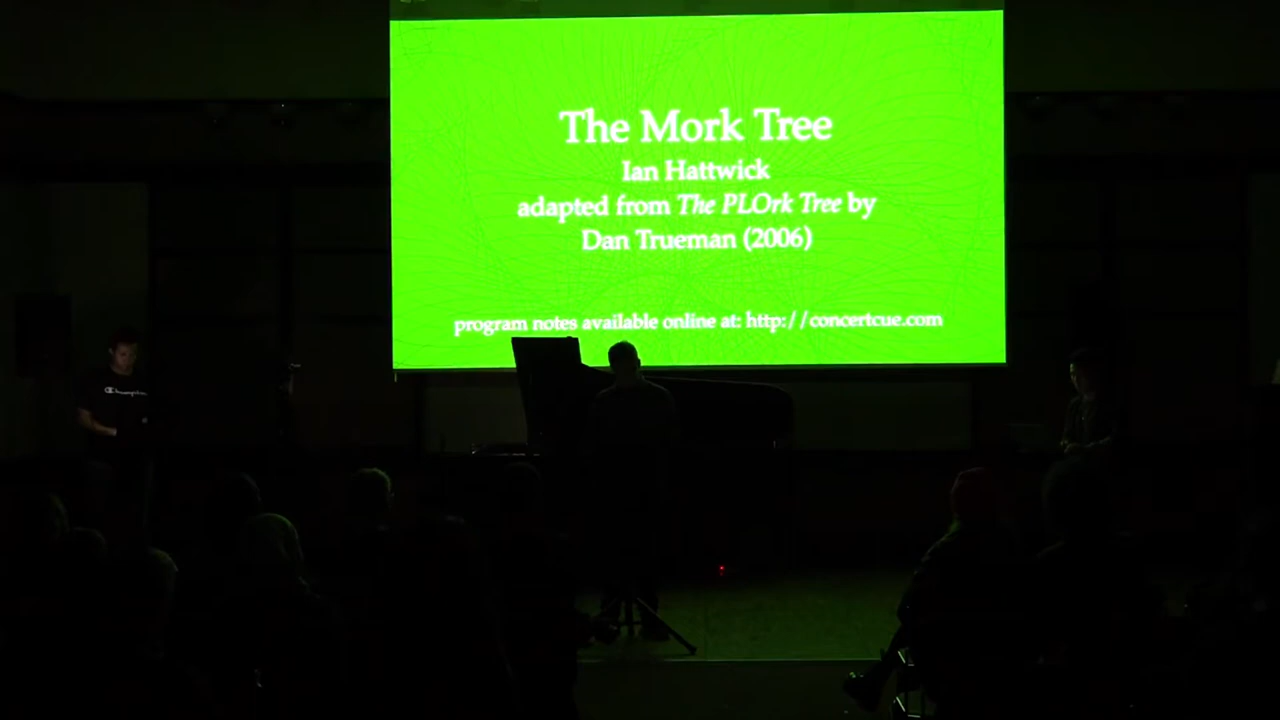 The Mork Tree
Ian Hattwick
adapted from The PLOrk Tree by
Dan Trueman (2006)
program notes available online at: http://concertcue.com
Champion